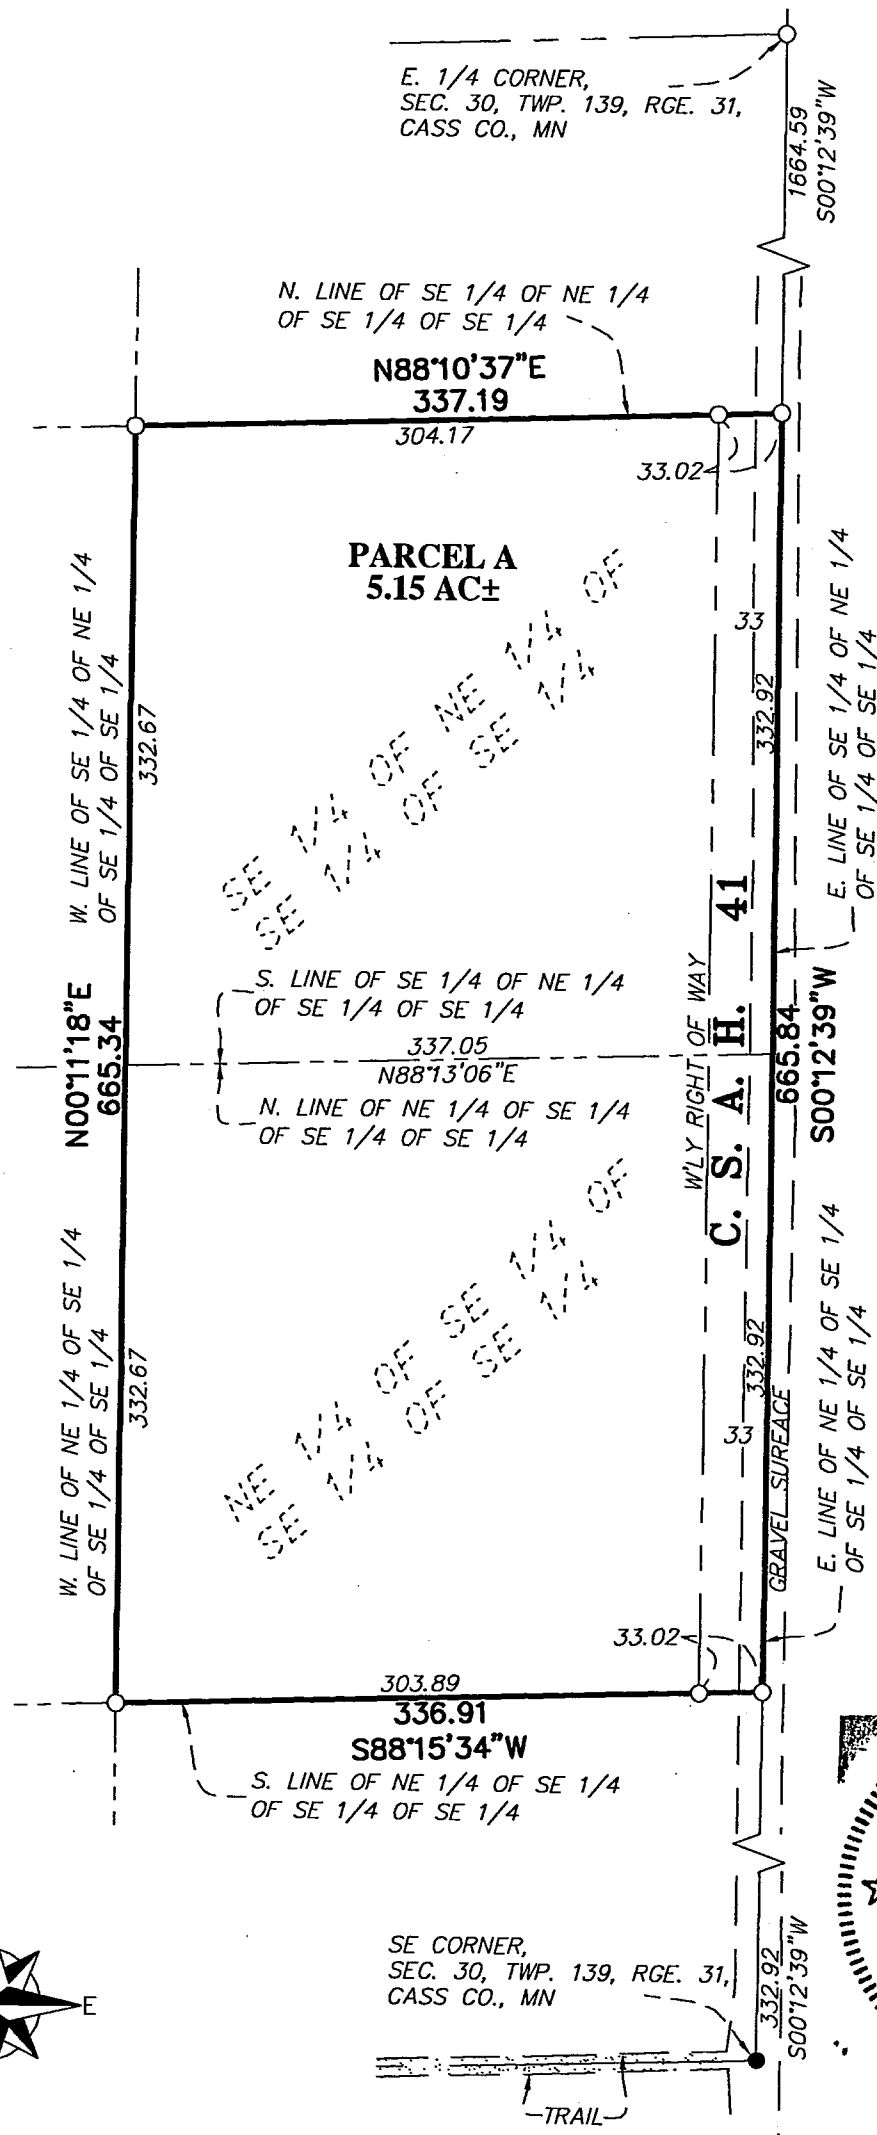 E. 1/4 CORNER,
SEC. 30, TWP. 139, RGE. 31,
CASS CO., MN
1664.59
S00°12'39"W
N. LINE OF SE 1/4 OF NE 1/4
OF SE 1/4 OF SE 1/4
N88°10'37"E
337.19
304.17
33.02
PARCEL A
5.15 AC±
SE 1/4 OF NE 1/4 OF
SE 1/4 OF SE 1/4
W. LINE OF SE 1/4 OF NE 1/4
OF SE 1/4 OF SE 1/4
332.67
33
332.92
E. LINE OF SE 1/4 OF NE 1/4
OF SE 1/4 OF SE 1/4
S. LINE OF SE 1/4 OF NE 1/4
OF SE 1/4 OF SE 1/4
337.05
N88°13'06"E
N. LINE OF NE 1/4 OF SE 1/4
OF SE 1/4 OF SE 1/4
N00°11'18"E
665.34
W'LY RIGHT OF WAY
C. S. A. H. 41
665.84
S00°12'39"W
NE 1/4 OF SE 1/4 OF
SE 1/4 OF SE 1/4
W. LINE OF NE 1/4 OF SE 1/4
OF SE 1/4 OF SE 1/4
332.67
332.92
33
GRAVEL SURFACE
E. LINE OF NE 1/4 OF SE 1/4
OF SE 1/4 OF SE 1/4
33.02
303.89
336.91
S88°15'34"W
S. LINE OF NE 1/4 OF SE 1/4
OF SE 1/4 OF SE 1/4
SE CORNER,
SEC. 30, TWP. 139, RGE. 31,
CASS CO., MN
332.92
S00°12'39"W
E
TRAIL